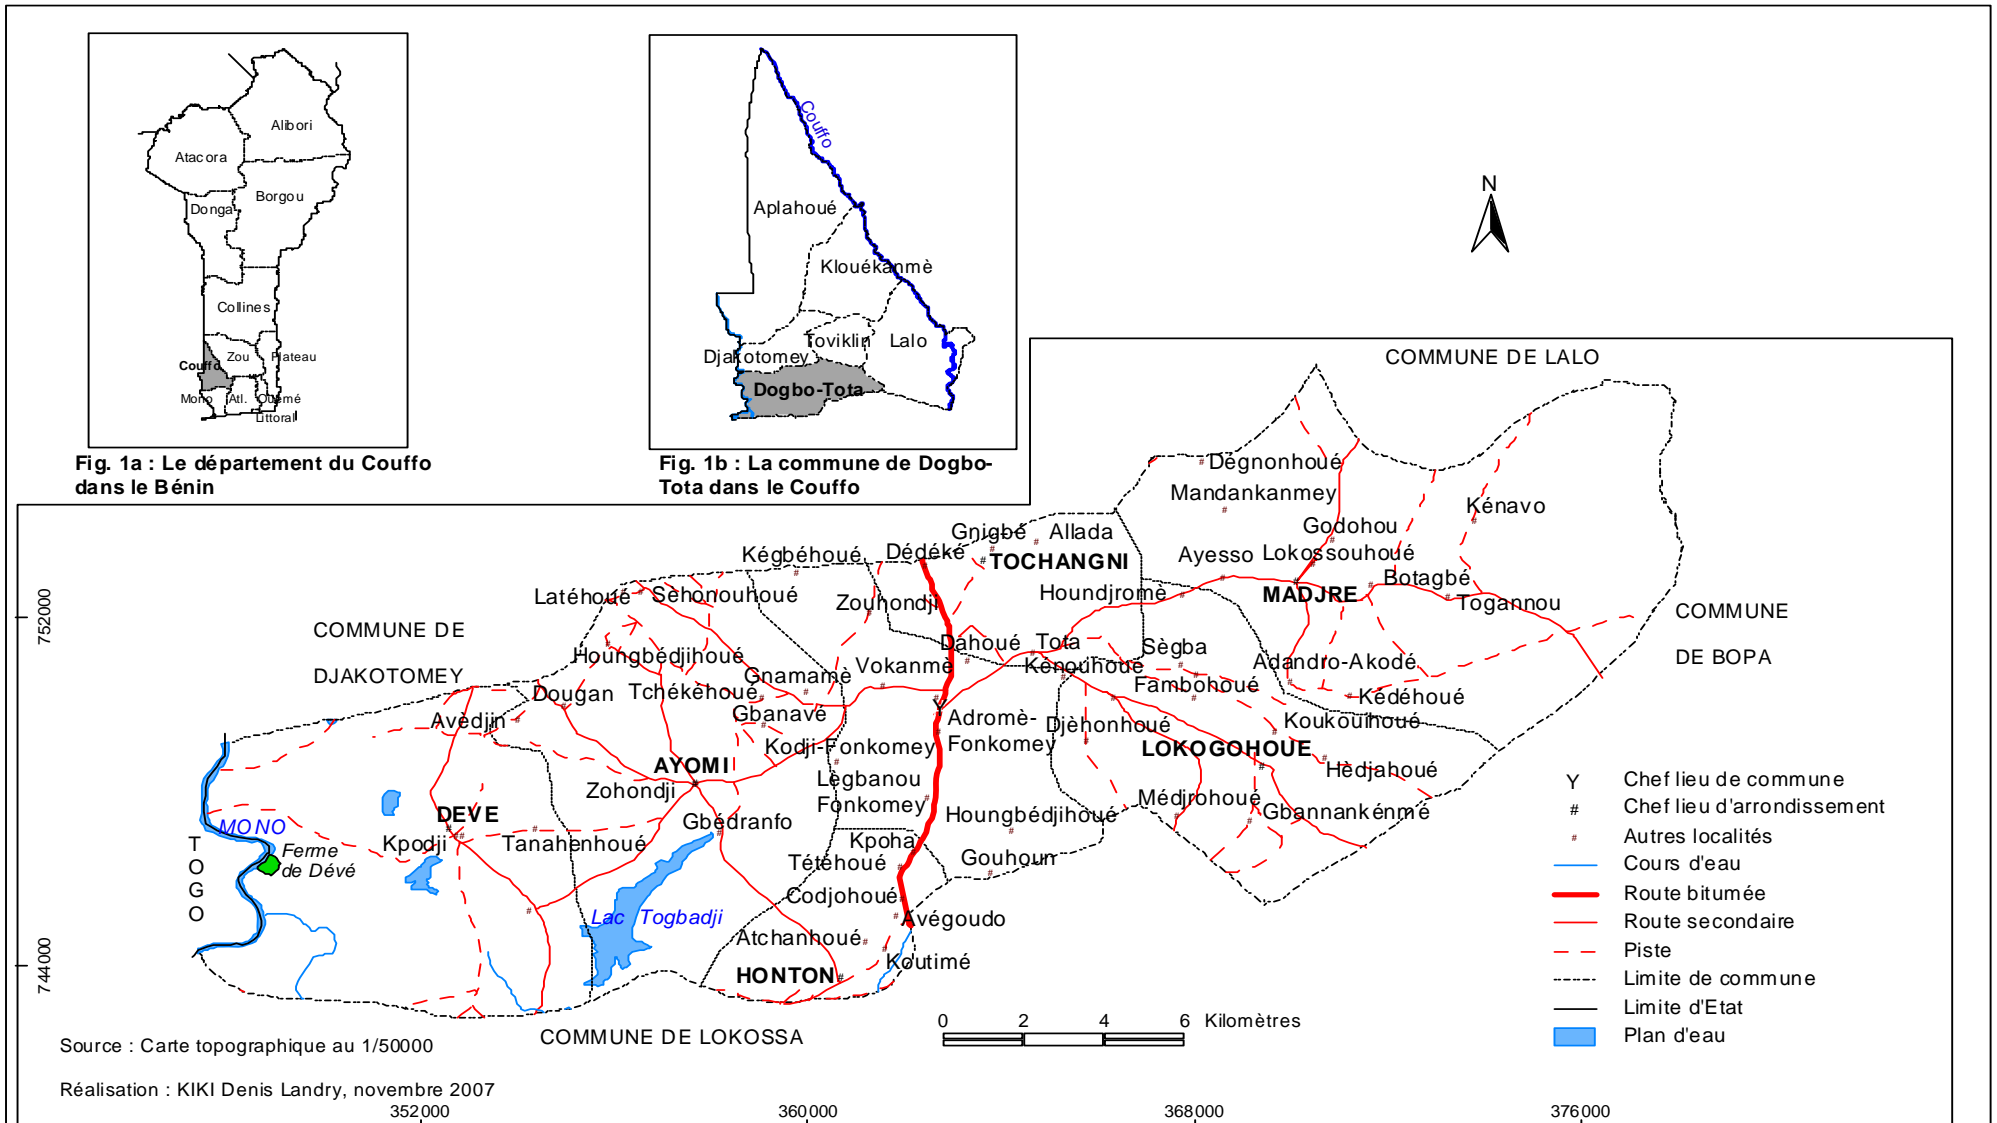 Alibori
Atacora
Borgou
Donga
Collines
Zou
Plateau
Couffo
Mono
Atl.
Ouémé
Littoral
Fig. 1a : Le département du Couffo
dans le Bénin
Couffo
Aplahoué
Klouékanmè
Toviklin
Lalo
Djakotomey
Dogbo-Tota
Fig. 1b : La commune de Dogbo-
Tota dans le Couffo
N
COMMUNE DE LALO
Dégnonhoué
Mandankanmey
Kénavo
Godohou
Gnigbé
Allada
Ayesso
Lokossouhoué
Kégbéhoué
Dédéké
TOCHANGNI
Botagbé
Houndjromè
MADJRE
Togannou
Latéhoué
Sèhonouhoué
Zouhondji
COMMUNE
DE BOPA
COMMUNE DE
DJAKOTOMEY
Dahoué
Tota
Sègba
Houngbédjihoué
Vokanmè
Kénouhoué
Adandro-Akodé
Gnamamè
Tchékèhoué
Fambohoué
Kédéhoué
Dougan
Gbanavè
Avèdjin
Adromè-
Fonkomey
Djèhonhoué
Koukouihoué
Kodji-Fonkomey
LOKOGOHOUE
AYOMI
Hèdjahoué
Zohondji
Lègbanou
Fonkomey
Médjrohoué
Gbannankénmè
DEVE
Gbédranfo
Houngbédjihoué
MONO
Kpodji
Tanahenhoué
Kpoha
TOGO
Ferme
de Dévé
Tétéhoué
Gouhoun
Codjohoué
Lac Togbadji
Avégoudo
Atchanhoué
Koutimé
HONTON
COMMUNE DE LOKOSSA
0 2 4 6 Kilomètres
Y Chef lieu de commune
# Chef lieu d'arrondissement
# Autres localités
Cours d'eau
Route bitumée
Route secondaire
Piste
Limite de commune
Limite d'Etat
Plan d'eau
Source : Carte topographique au 1/50000
Réalisation : KIKI Denis Landry, novembre 2007
752000
744000
352000
360000
368000
376000